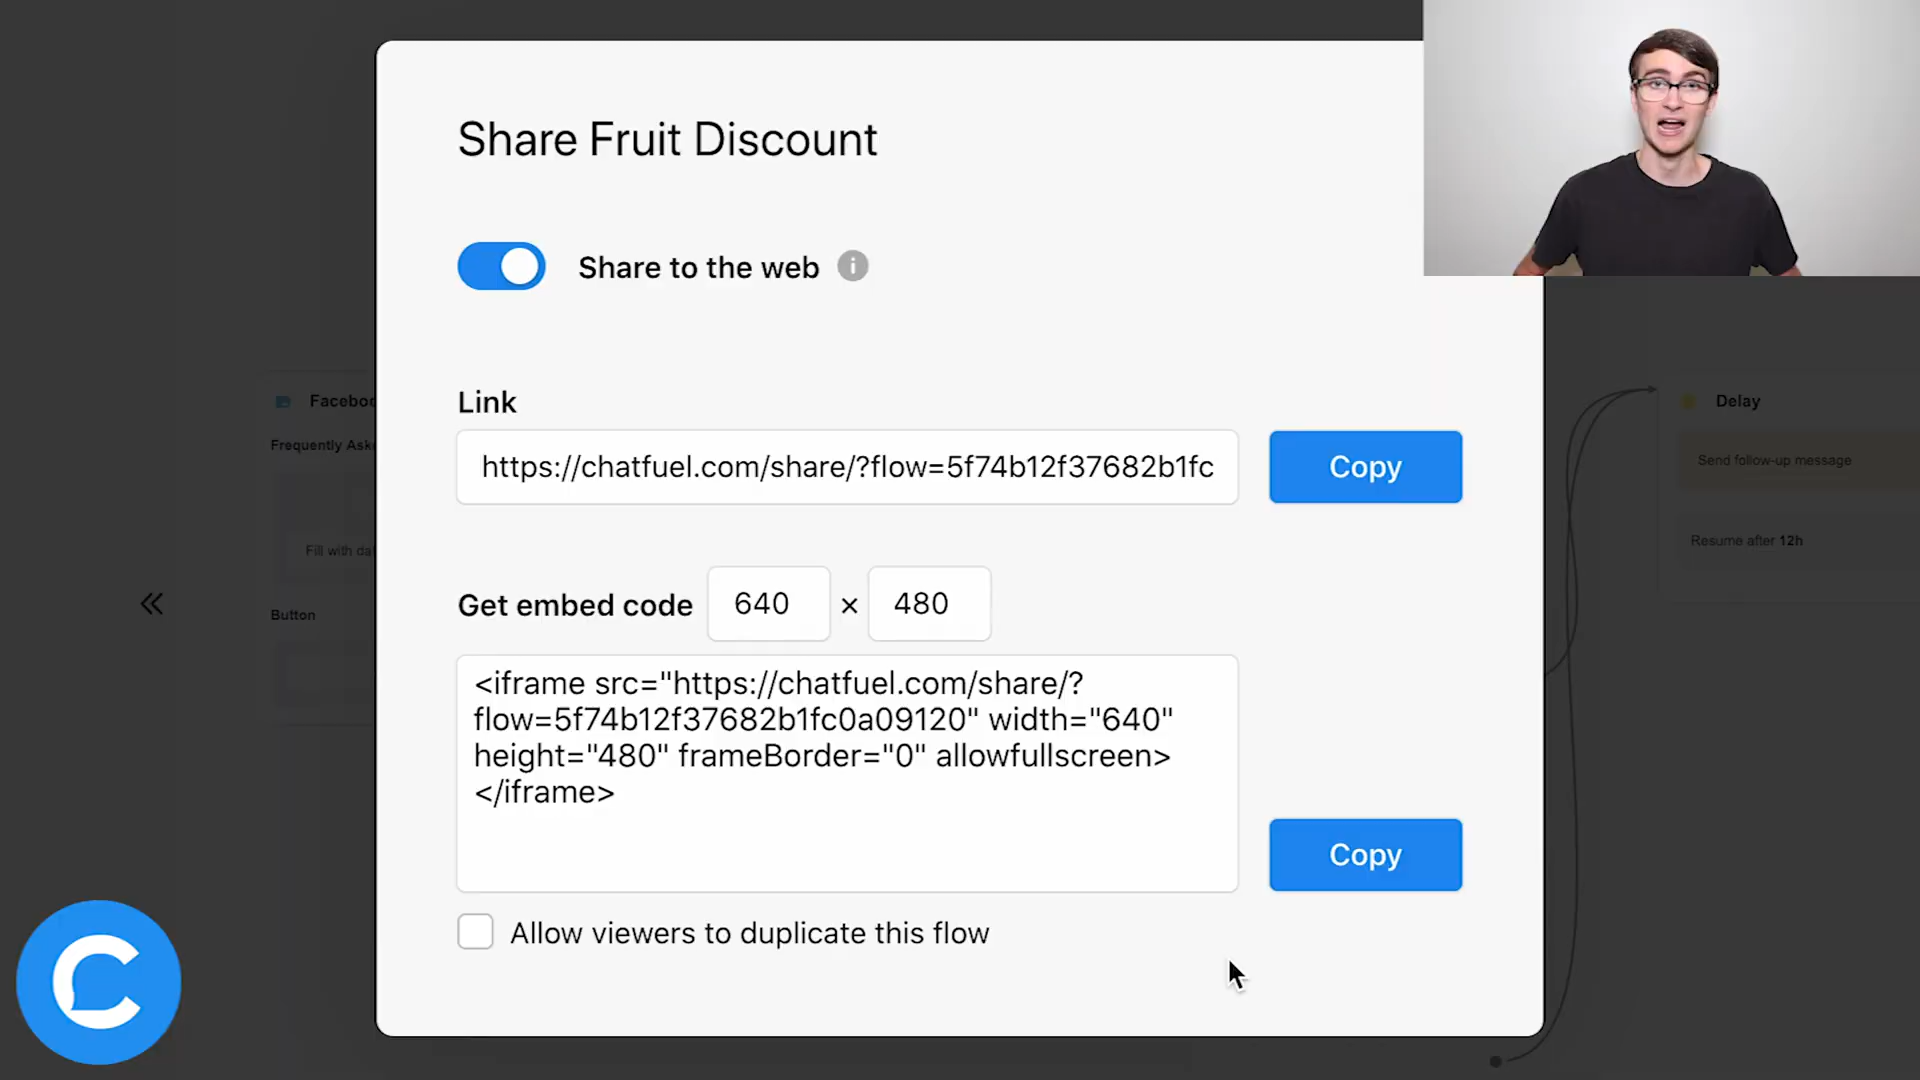 Share Fruit Discount
Share to the web
Link
https://chatfuel.com/share/?flow=5f74b12f37682b1fc
Copy
Get embed code 640 × 480
<iframe src="https://chatfuel.com/share/?
flow=5f74b12f37682b1fc0a09120" width="640"
height="480" frameBorder="0" allowfullscreen>
</iframe>
Copy
Allow viewers to duplicate this flow
Frequently
Fill with
Button
Delay
Send follow-up message
Resume after 12h